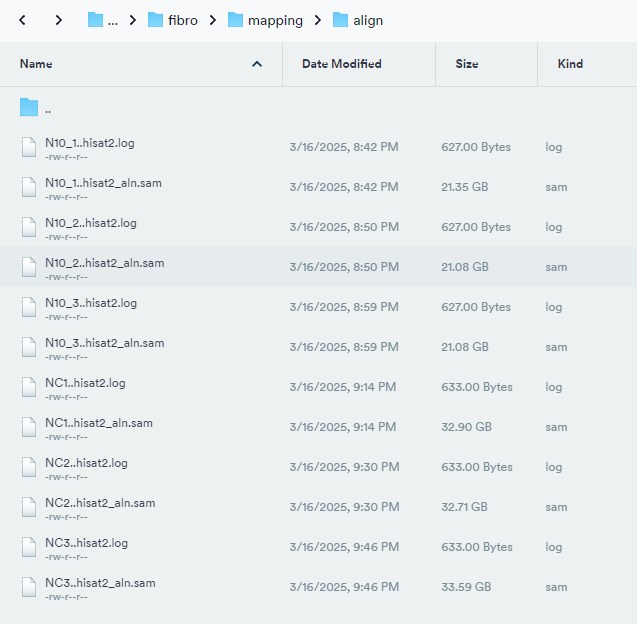 ... fibro mapping align
Name Date Modified Size Kind
..
N10_1..hisat2.log 3/16/2025, 8:42 PM 627.00 Bytes log
-rw-r--r--
N10_1..hisat2_aln.sam 3/16/2025, 8:42 PM 21.35 GB sam
-rw-r--r--
N10_2..hisat2.log 3/16/2025, 8:50 PM 627.00 Bytes log
-rw-r--r--
N10_2..hisat2_aln.sam 3/16/2025, 8:50 PM 21.08 GB sam
-rw-r--r--
N10_3..hisat2.log 3/16/2025, 8:59 PM 627.00 Bytes log
-rw-r--r--
N10_3..hisat2_aln.sam 3/16/2025, 8:59 PM 21.08 GB sam
-rw-r--r--
NC1..hisat2.log 3/16/2025, 9:14 PM 633.00 Bytes log
-rw-r--r--
NC1..hisat2_aln.sam 3/16/2025, 9:14 PM 32.90 GB sam
-rw-r--r--
NC2..hisat2.log 3/16/2025, 9:30 PM 633.00 Bytes log
-rw-r--r--
NC2..hisat2_aln.sam 3/16/2025, 9:30 PM 32.71 GB sam
-rw-r--r--
NC3..hisat2.log 3/16/2025, 9:46 PM 633.00 Bytes log
-rw-r--r--
NC3..hisat2_aln.sam 3/16/2025, 9:46 PM 33.59 GB sam
-rw-r--r--